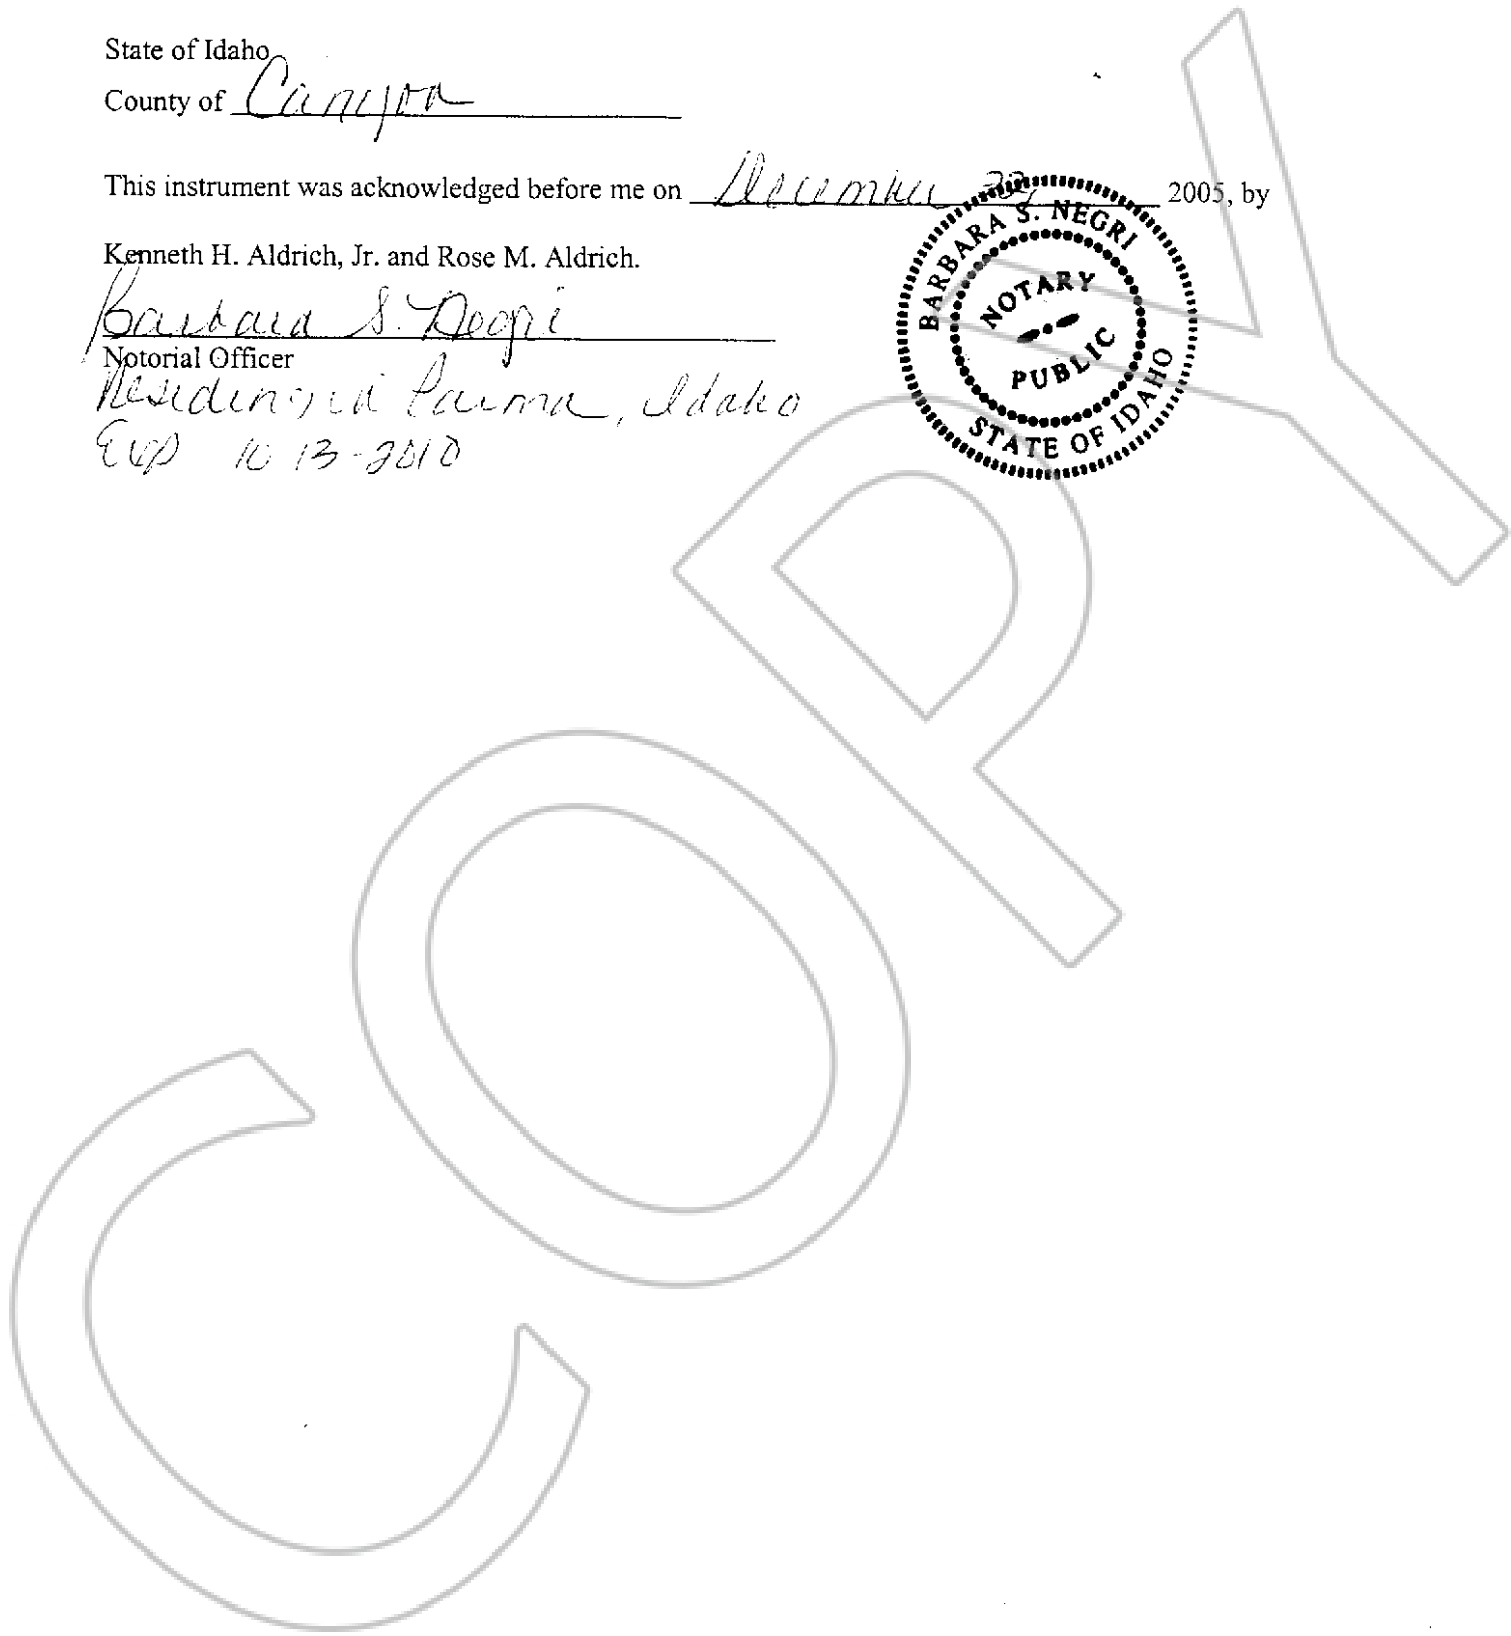 State of Idaho
County of Canyon
This instrument was acknowledged before me on December 22, 2005, by
Kenneth H. Aldrich, Jr. and Rose M. Aldrich.
Barbara S. Negri
Notorial Officer
Residing in Parma, Idaho
Exp 10-13-2010
BARBARA S. NEGRI
NOTARY
PUBLIC
STATE OF IDAHO
COPY